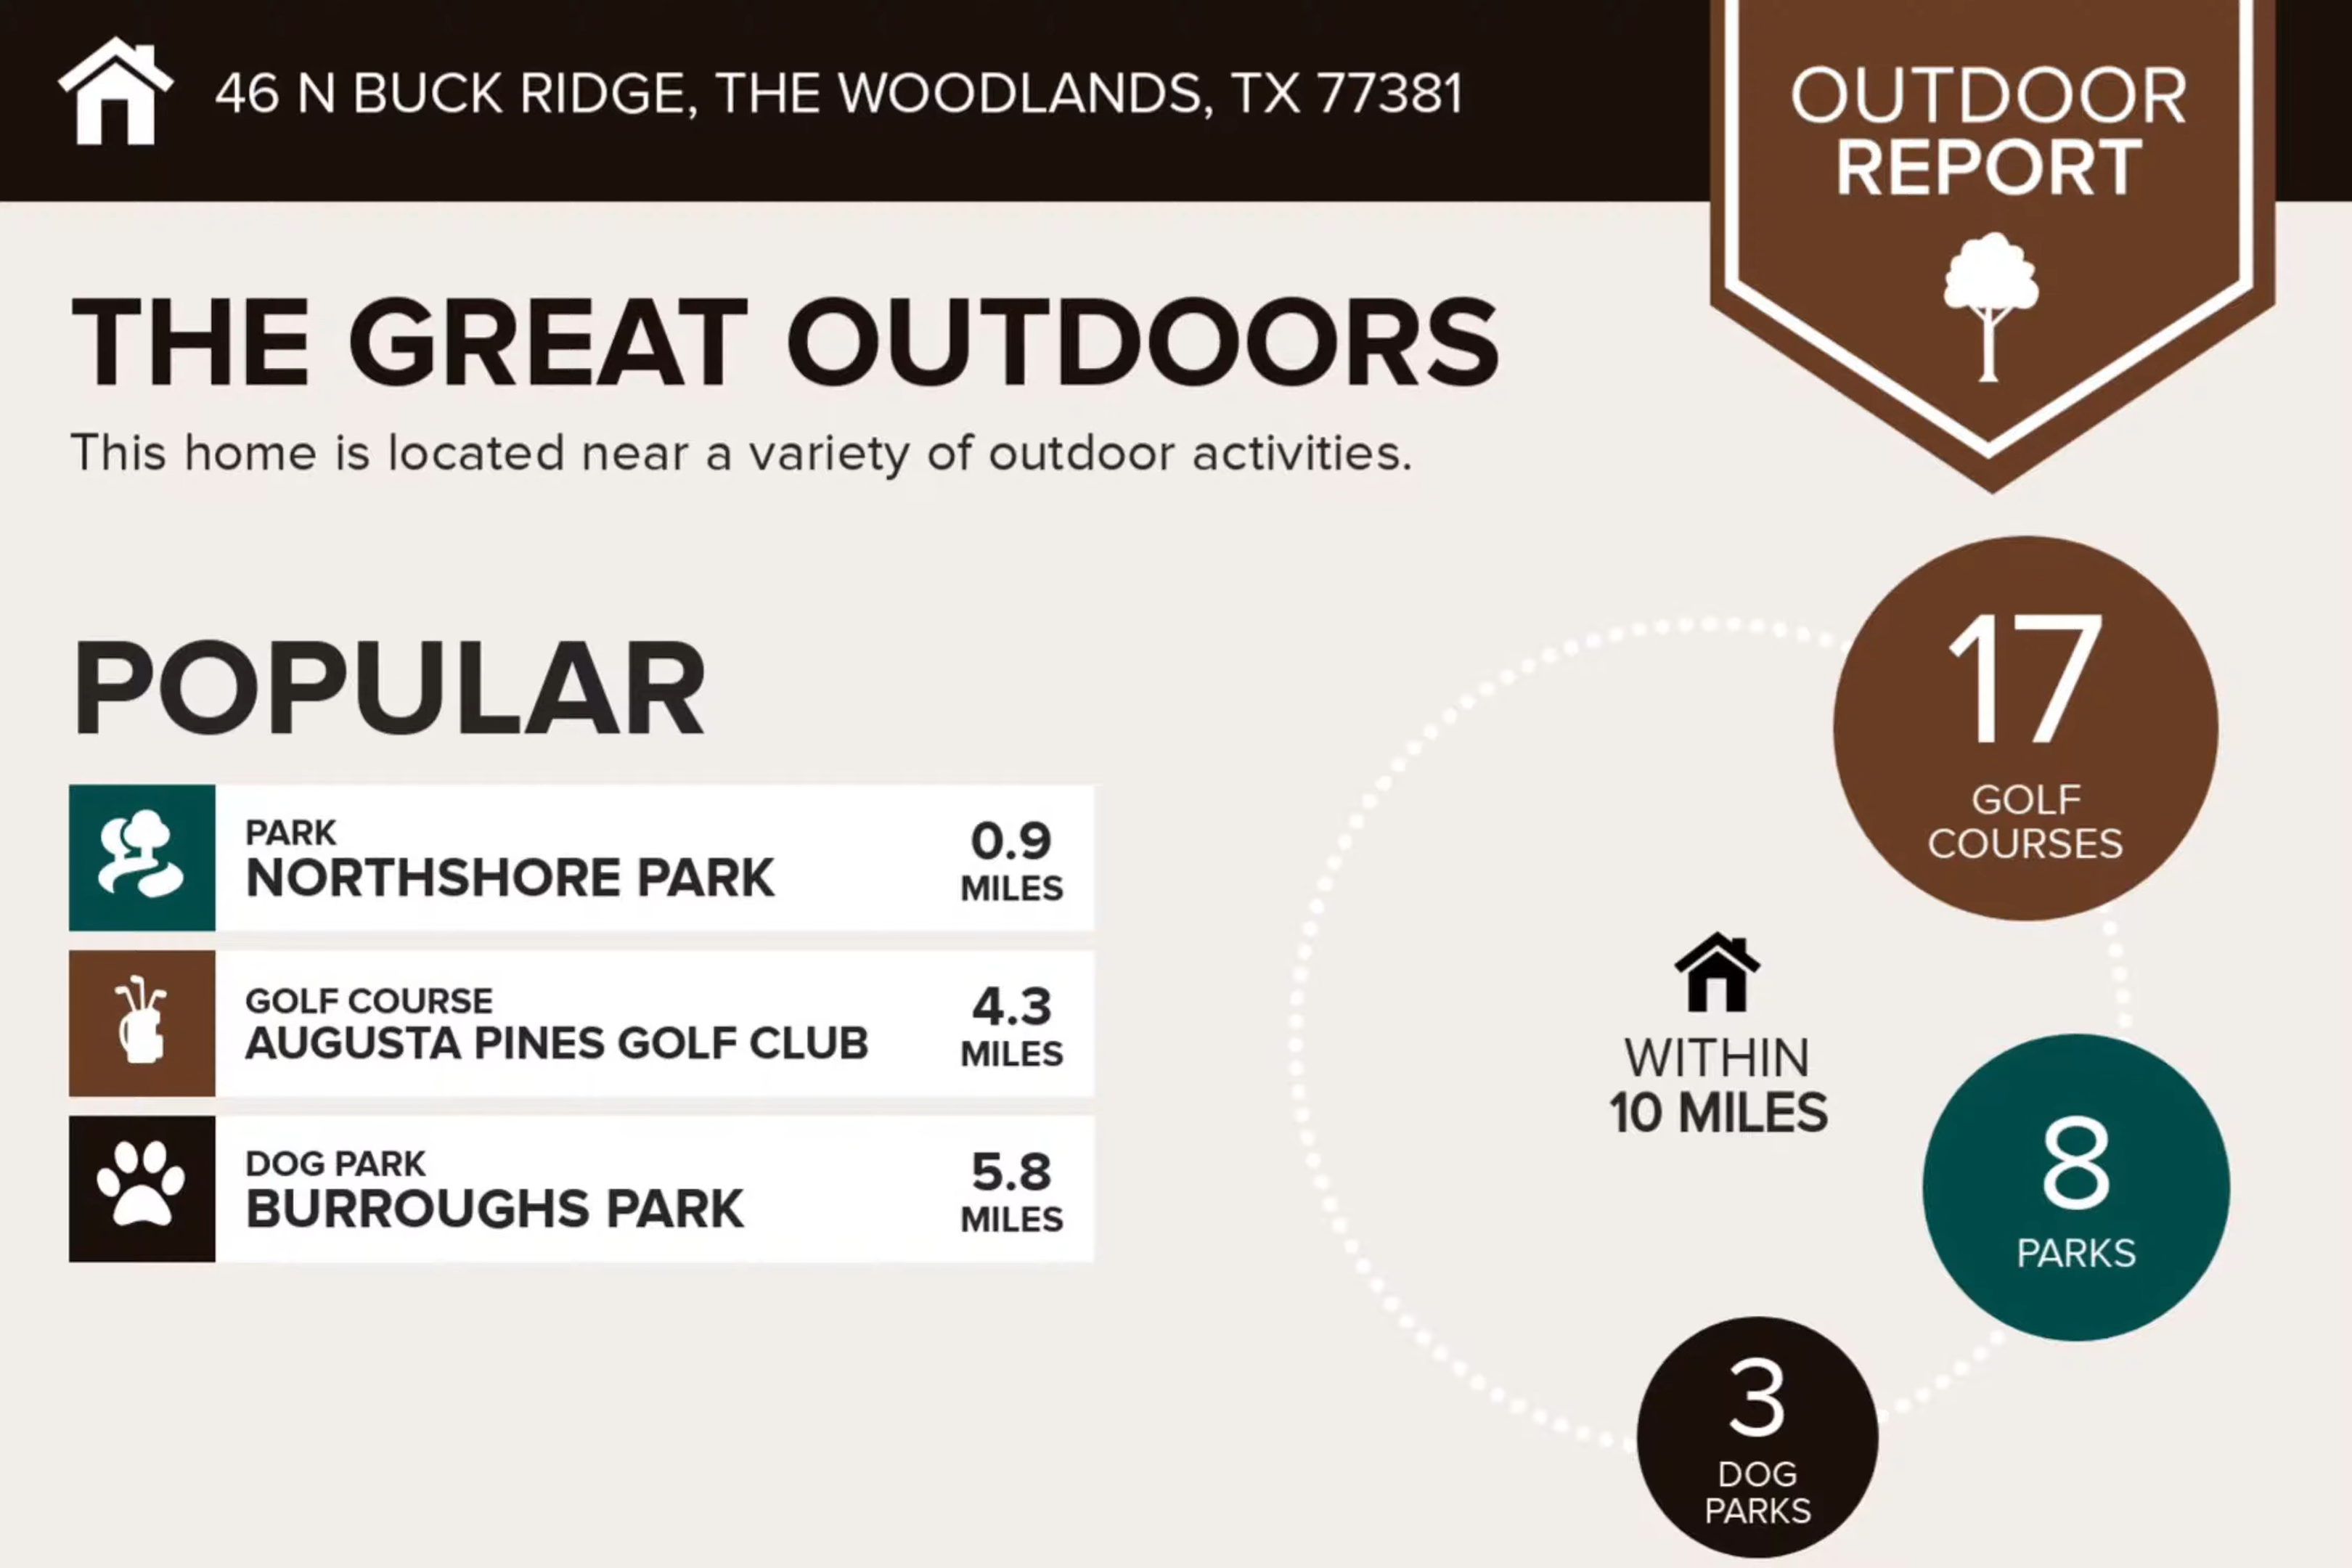 46 N BUCK RIDGE, THE WOODLANDS, TX 77381
OUTDOOR
REPORT
THE GREAT OUTDOORS
This home is located near a variety of outdoor activities.
POPULAR
PARK
NORTHSHORE PARK
0.9
MILES
GOLF COURSE
AUGUSTA PINES GOLF CLUB
4.3
MILES
DOG PARK
BURROUGHS PARK
5.8
MILES
17
GOLF
COURSES
WITHIN
10 MILES
8
PARKS
3
DOG
PARKS